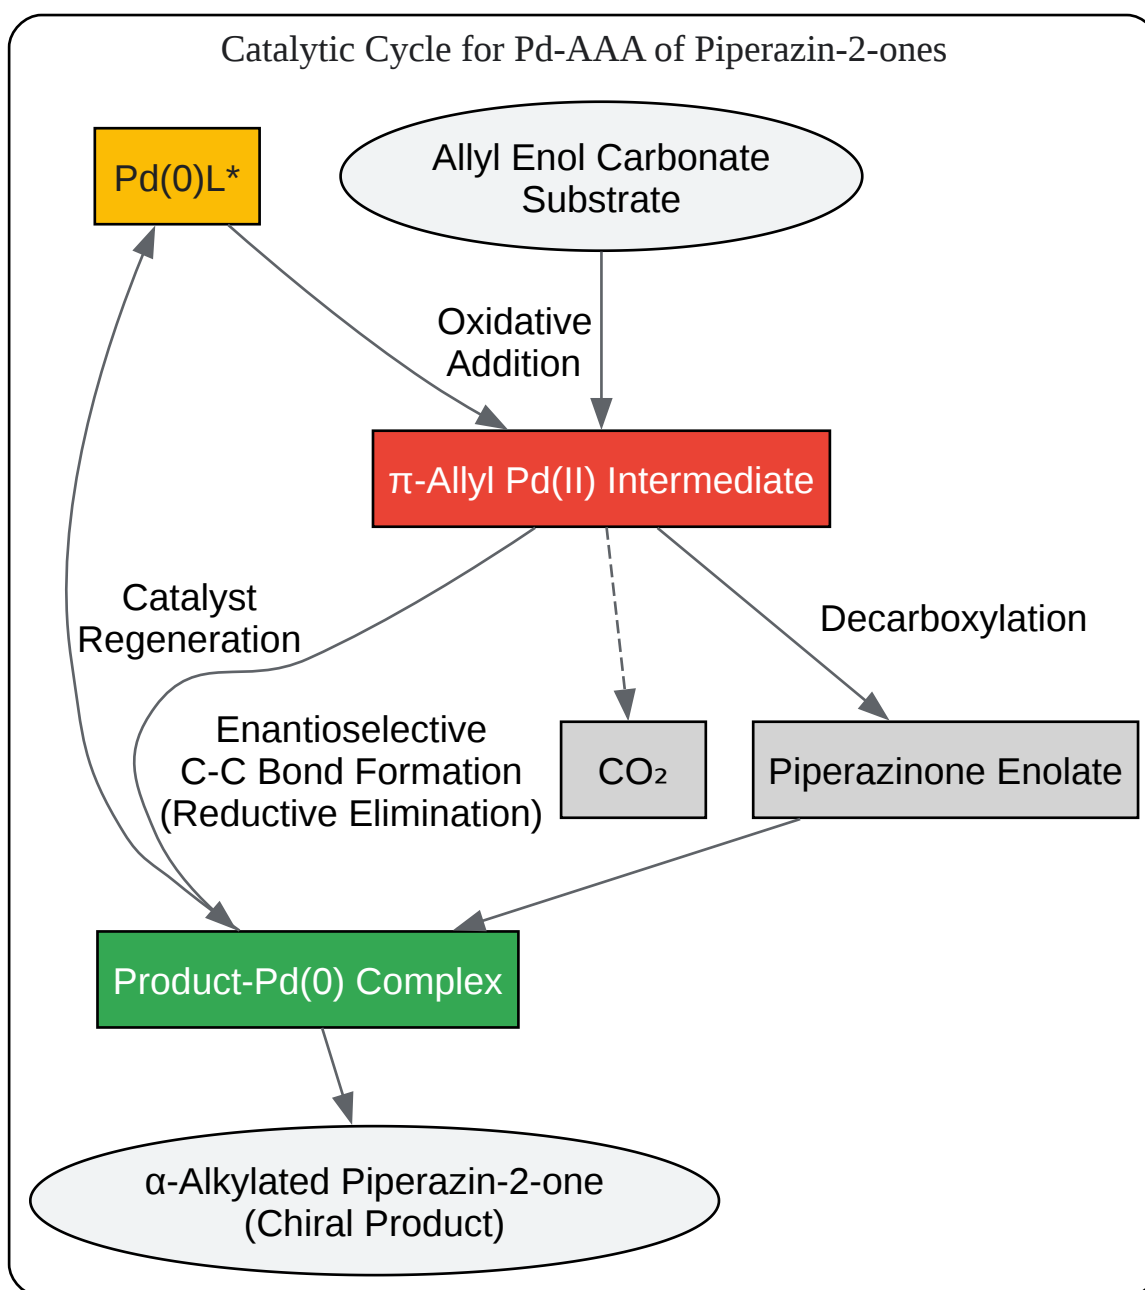 Catalytic Cycle for Pd-AAA of Piperazin-2-ones
Pd(0)L*
Allyl Enol Carbonate
Substrate
Oxidative
Addition
π-Allyl Pd(II) Intermediate
Catalyst
Regeneration
Decarboxylation
Enantioselective
C-C Bond Formation
(Reductive Elimination)
CO₂
Piperazinone Enolate
Product-Pd(0) Complex
α-Alkylated Piperazin-2-one
(Chiral Product)